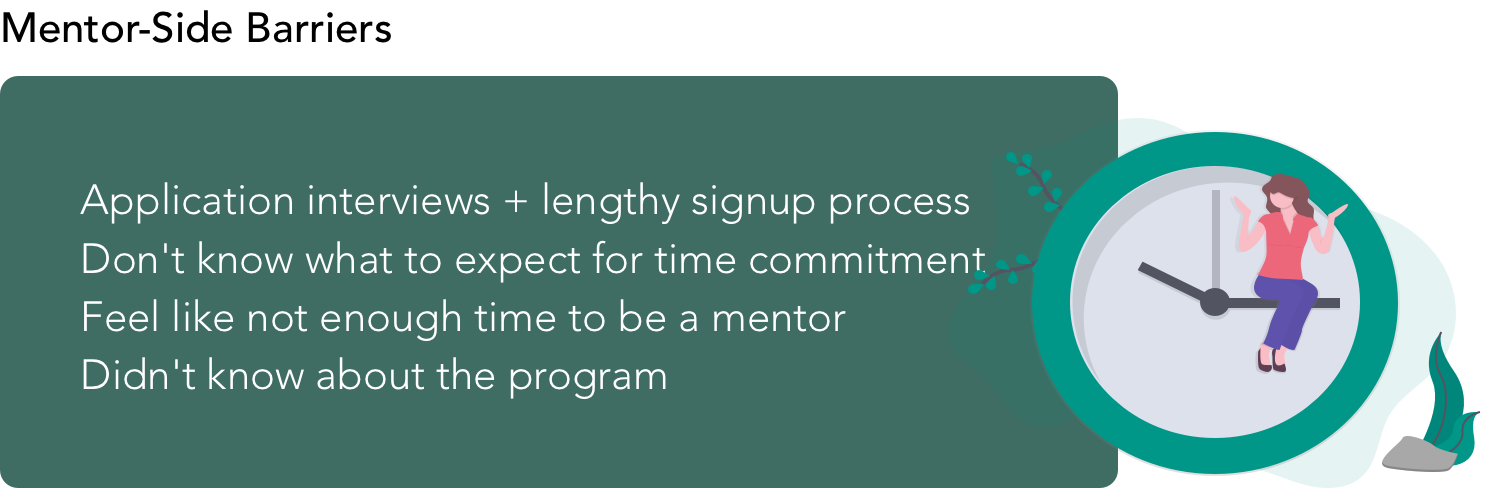 Mentor-Side Barriers
Application interviews + lengthy signup process
Don't know what to expect for time commitment
Feel like not enough time to be a mentor
Didn't know about the program